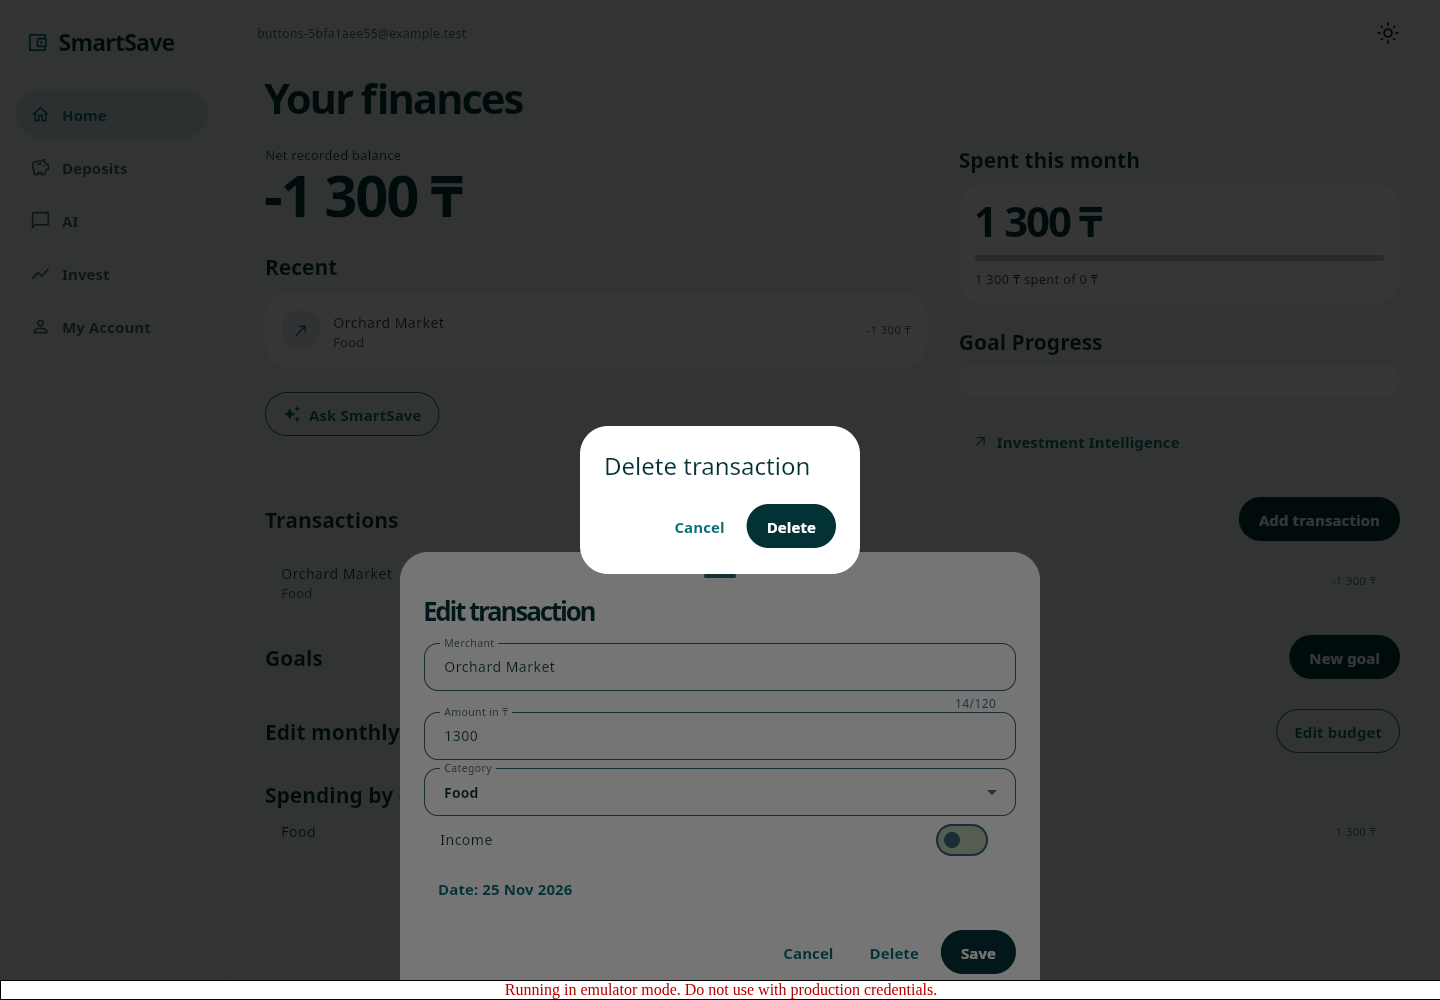 SmartSave
buttons-5bfa1aee55@example.test
Home
Deposits
AI
Invest
My Account
Your finances
Net recorded balance
-1 300 ₸
Recent
Orchard Market
Food
-1 300 ₸
Ask SmartSave
Spent this month
1 300 ₸
1 300 ₸ spent of 0 ₸
Goal Progress
Investment Intelligence
Transactions
Add transaction
Orchard Market
Food
-1 300 ₸
Goals
New goal
Edit monthly
Edit budget
Spending by
Food
1 300 ₸
Delete transaction
Cancel
Delete
Edit transaction
Merchant
Orchard Market
14/120
Amount in ₸
1300
Category
Food
Income
Date: 25 Nov 2026
Cancel
Delete
Save
Running in emulator mode. Do not use with production credentials.